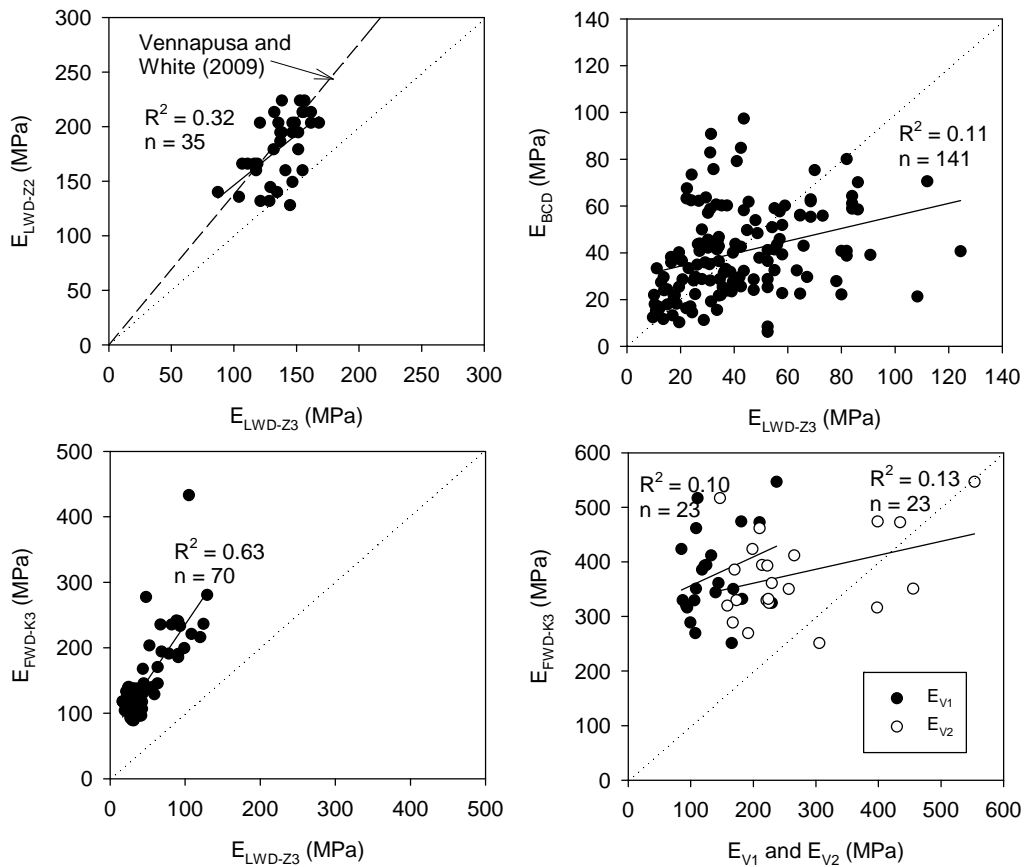 300
250
200
150
100
50
0
E_LWD-Z2 (MPa)
Vennapusa and
White (2009)
R² = 0.32
n = 35
0 50 100 150 200 250 300
E_LWD-Z3 (MPa)
140
120
100
80
60
40
20
0
E_BCD (MPa)
R² = 0.11
n = 141
0 20 40 60 80 100 120 140
E_LWD-Z3 (MPa)
500
400
300
200
100
0
E_FWD-K3 (MPa)
R² = 0.63
n = 70
0 100 200 300 400 500
E_LWD-Z3 (MPa)
600
500
400
300
200
100
0
E_FWD-K3 (MPa)
R² = 0.10
n = 23
R² = 0.13
n = 23
E_V1
E_V2
0 100 200 300 400 500 600
E_V1 and E_V2 (MPa)